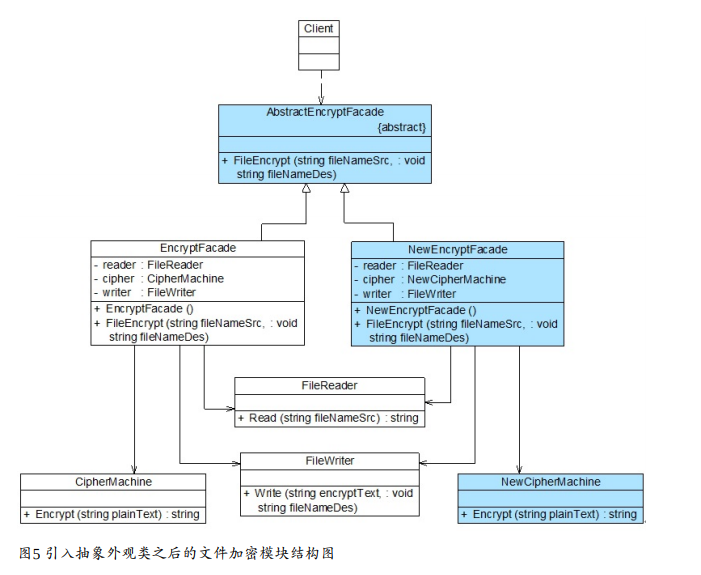 Client
AbstractEncryptFacade
{abstract}
+ FileEncrypt (string fileNameSrc, : void
string fileNameDes)
EncryptFacade
- reader : FileReader
- cipher : CipherMachine
- writer : FileWriter
+ EncryptFacade ()
+ FileEncrypt (string fileNameSrc, : void
string fileNameDes)
NewEncryptFacade
- reader : FileReader
- cipher : NewCipherMachine
- writer : FileWriter
+ NewEncryptFacade ()
+ FileEncrypt (string fileNameSrc, : void
string fileNameDes)
FileReader
+ Read (string fileNameSrc) : string
FileWriter
+ Write (string encryptText, : void
string fileNameDes)
CipherMachine
+ Encrypt (string plainText) : string
NewCipherMachine
+ Encrypt (string plainText) : string
图5 引入抽象外观类之后的文件加密模块结构图